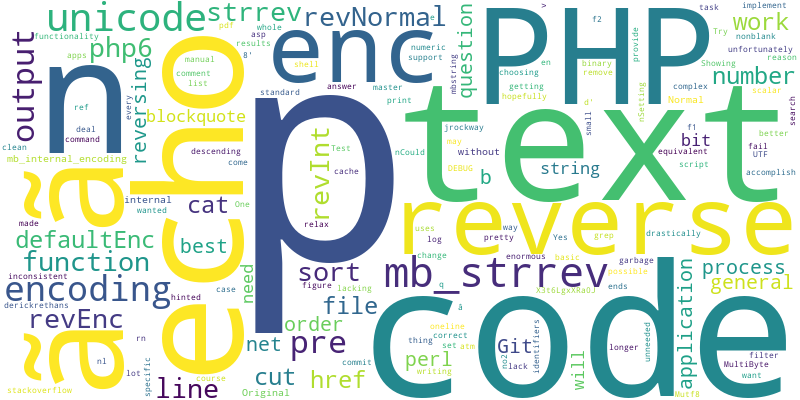 unicode
strrev
revNormal
enc
PHP
php6
output
reversing
echo
n
ã
p
text
question
work
number
implement
unfortunately
reason
nonblank
support
numeric
mbstring
choosing
getting
hopefully
en
binary
remove
complex
provide
task
Try
want
asp
results
whole
pdf
shell
master
answer
print
functionality
apps
manual
comment
list
every
ref
deal
command
clean
blockquote
standard
mb_internal_encoding
descending
come
internal
wanted
One
made
cat
revInt
Test
cache
relax
jrockway
without
small
d'
f1
f2
Normal
nSetting
Showing
bit
equivalent
script
b
string
nCould
may
DEBUG
fail
UTF
better
scalar
search
accomplish
reverse
defaultEnc
function
best
need
encoding
inconsistent
hinted
case
revEnc
sort
figure
lacking
mb_strrev
uses
log
pretty
enormous
change
way
basic
Yes
grep
possible
drastically
garbage
process
general
application
code
file
order
pre
net
href
perl
cut
line
Git
q
ends
oneline
correct
set
atm
thing
writing
commit
lack
no2
identifiers
will
longer
unneeded
MultiByte
filter
Mutf8
X3t6LgxXRaOJ
nl
rn
lot
specific
of course
Original
stackoverflow
derickrethans
8'
>
â